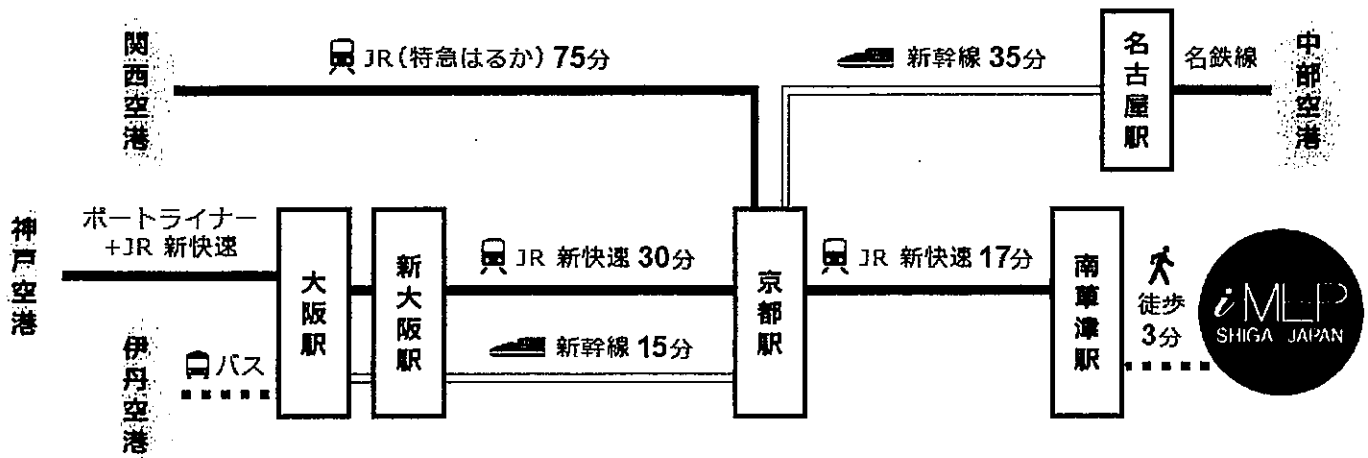 関西空港
JR(特急はるか) 75分
新幹線 35分
名古屋駅
名鉄線
中部空港
神戸空港
ポートライナー
+JR 新快速
大阪駅
新大阪駅
JR 新快速 30分
京都駅
JR 新快速 17分
南草津駅
徒歩
3分
iMLP
SHIGA JAPAN
伊丹空港
バス
新幹線 15分